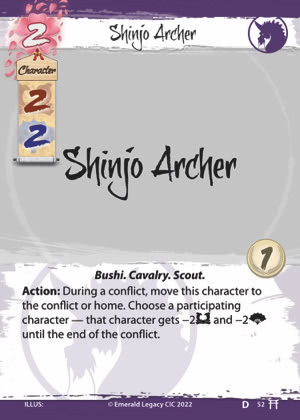 2
Shinjo Archer
Character
2
2
Shinjo Archer
1
Bushi. Cavalry. Scout.
Action: During a conflict, move this character to
the conflict or home. Choose a participating
character — that character gets –2 and –2
until the end of the conflict.
ILLUS: © Emerald Legacy CIC 2022 D 52